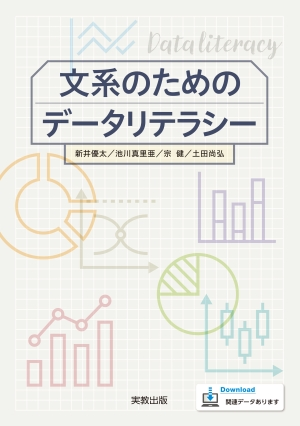 Data literacy
文系のための
データリテラシー
新井優太／池川真里亜／宗 健／土田尚弘
実教出版
Download
関連データあります